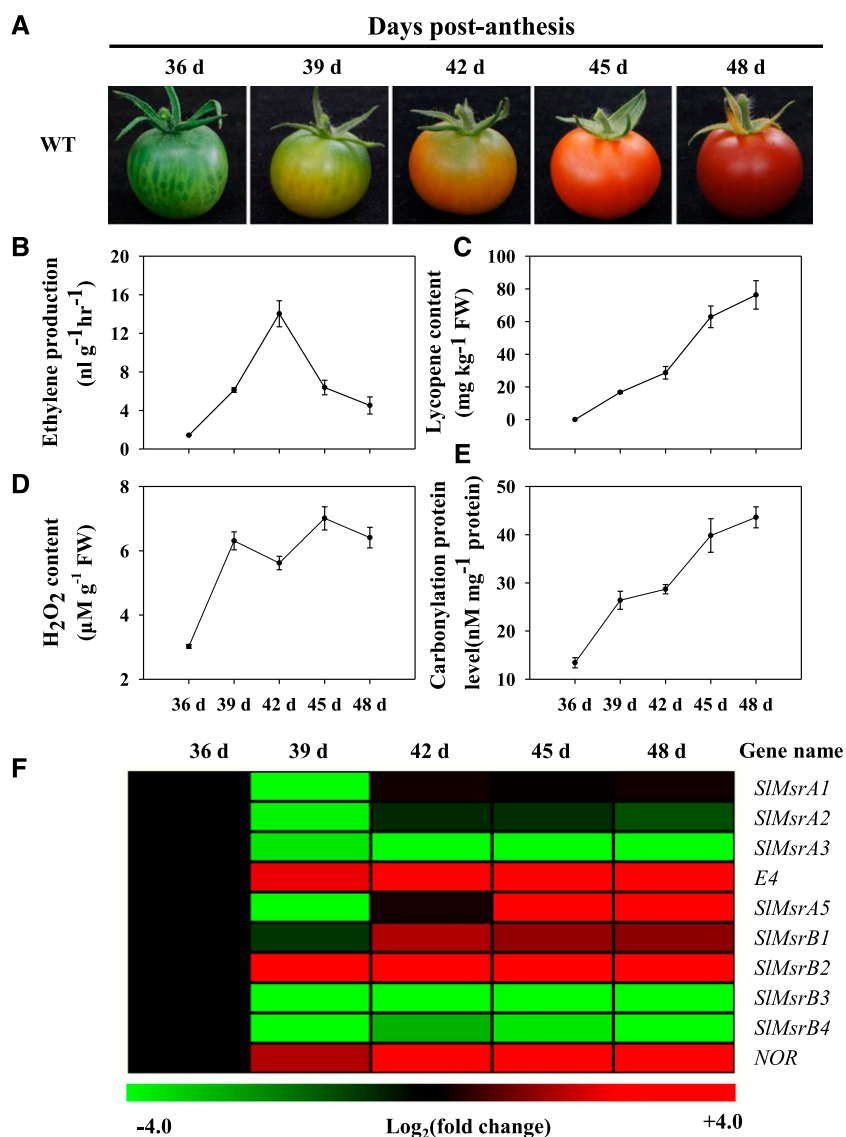 A
Days post-anthesis
36 d 39 d 42 d 45 d 48 d
WT
B
Ethylene production
(nl g⁻¹hr⁻¹)
20
16
12
8
4
0
C
Lycopene content
(mg kg⁻¹ FW)
100
80
60
40
20
0
D
H₂O₂ content
(µM g⁻¹ FW)
8
6
4
2
36 d 39 d 42 d 45 d 48 d
E
Carbonylation protein
level(nM mg⁻¹ protein)
50
40
30
20
10
36 d 39 d 42 d 45 d 48 d
F
36 d 39 d 42 d 45 d 48 d Gene name
SlMsrA1
SlMsrA2
SlMsrA3
E4
SlMsrA5
SlMsrB1
SlMsrB2
SlMsrB3
SlMsrB4
NOR
-4.0 Log₂(fold change) +4.0